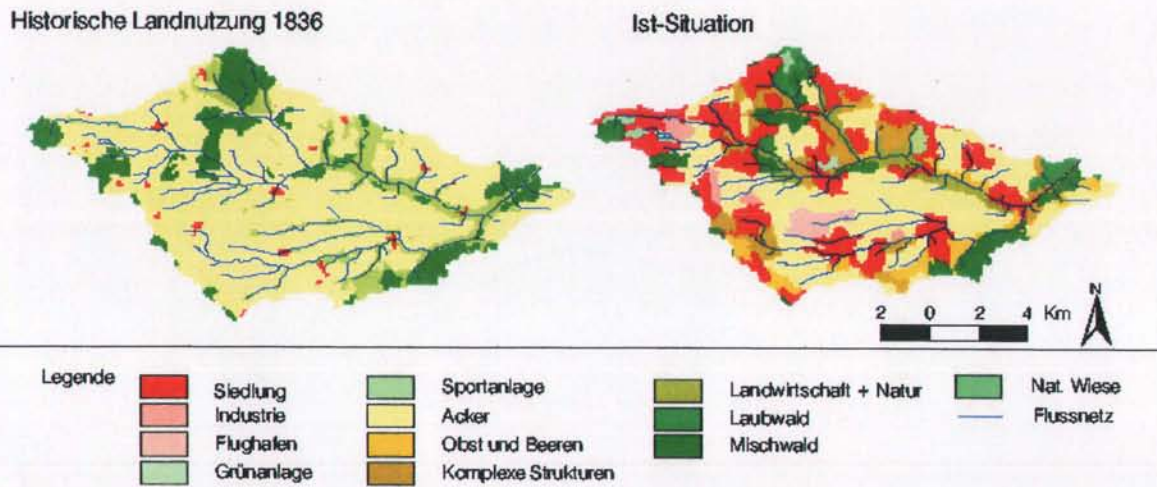 Historische Landnutzung 1836
Ist-Situation
N
2 0 2 4 Km
Legende
Siedlung
Industrie
Flughafen
Grünanlage
Sportanlage
Acker
Obst und Beeren
Komplexe Strukturen
Landwirtschaft + Natur
Laubwald
Mischwald
Nat. Wiese
Flussnetz